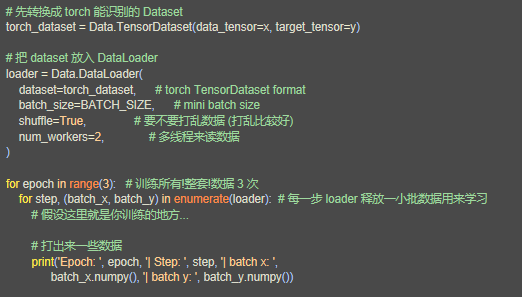 # 先转换成 torch 能识别的 Dataset
torch_dataset = Data.TensorDataset(data_tensor=x, target_tensor=y)
# 把 dataset 放入 DataLoader
loader = Data.DataLoader(
dataset=torch_dataset, # torch TensorDataset format
batch_size=BATCH_SIZE, # mini batch size
shuffle=True, # 要不要打乱数据 (打乱比较好)
num_workers=2, # 多线程来读数据
)
for epoch in range(3): # 训练所有!整套!数据 3 次
for step, (batch_x, batch_y) in enumerate(loader): # 每一步 loader 释放一小批数据用来学习
# 假设这里就是你训练的地方...
# 打出来一些数据
print('Epoch: ', epoch, '| Step: ', step, '| batch x: ',
batch_x.numpy(), '| batch y: ', batch_y.numpy())